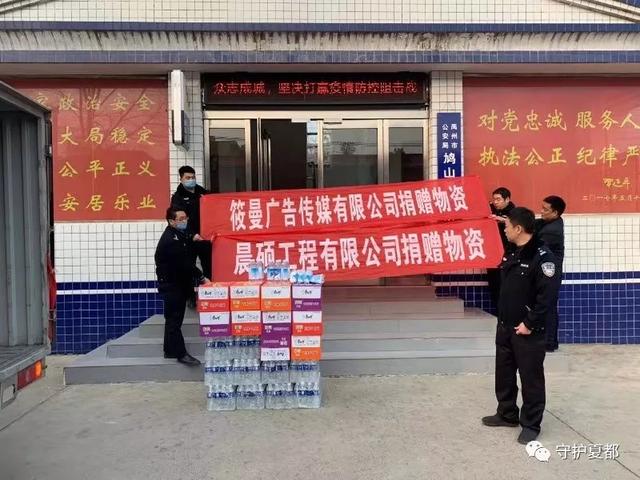 众志成城，坚决打赢疫情防控阻击战
政治安全
大局稳定
公平正义
安居乐业
禹州市
公安局
鸠山
对党忠诚 服务人
执法公正 纪律严
筱曼广告传媒有限公司捐赠物资
晨硕工程有限公司捐赠物资
守护夏都